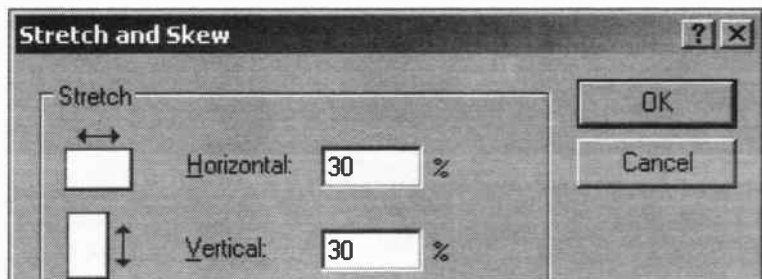 Stretch and Skew
Stretch
OK
Horizontal: 30 %
Cancel
Vertical: 30 %